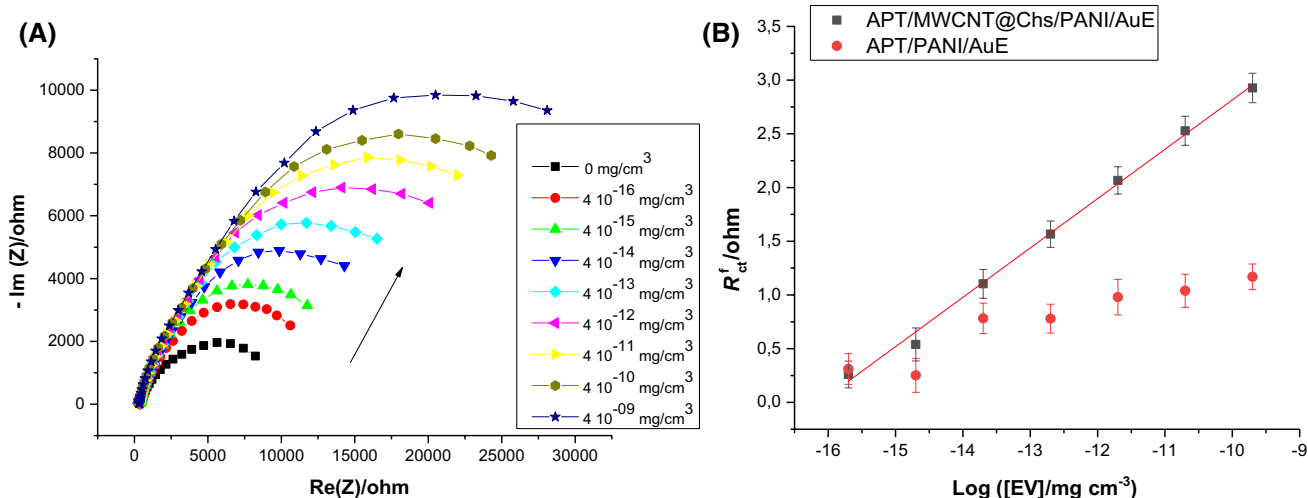 (A)
- Im (Z)/ohm
10000
8000
6000
4000
2000
0
0 mg/cm³
4 10⁻¹⁶ mg/cm³
4 10⁻¹⁵ mg/cm³
4 10⁻¹⁴ mg/cm³
4 10⁻¹³ mg/cm³
4 10⁻¹² mg/cm³
4 10⁻¹¹ mg/cm³
4 10⁻¹⁰ mg/cm³
4 10⁻⁰⁹ mg/cm³
0 5000 10000 15000 20000 25000 30000
Re(Z)/ohm
(B)
APT/MWCNT@Chs/PANI/AuE
APT/PANI/AuE
R^f_ct/ohm
3,5
3,0
2,5
2,0
1,5
1,0
0,5
0,0
-16 -15 -14 -13 -12 -11 -10 -9
Log ([EV]/mg cm⁻³)